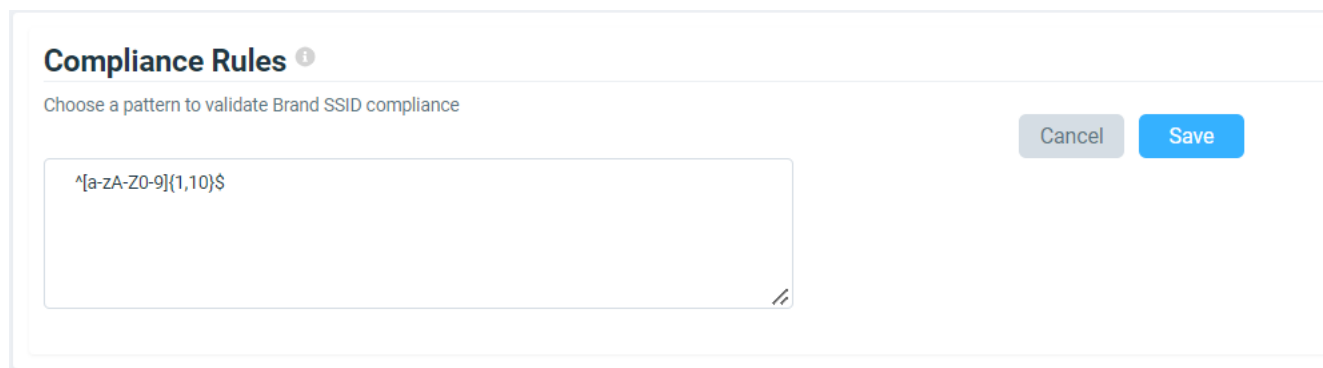 Compliance Rules
Choose a pattern to validate Brand SSID compliance
Cancel Save
^[a-zA-Z0-9]{1,10}$